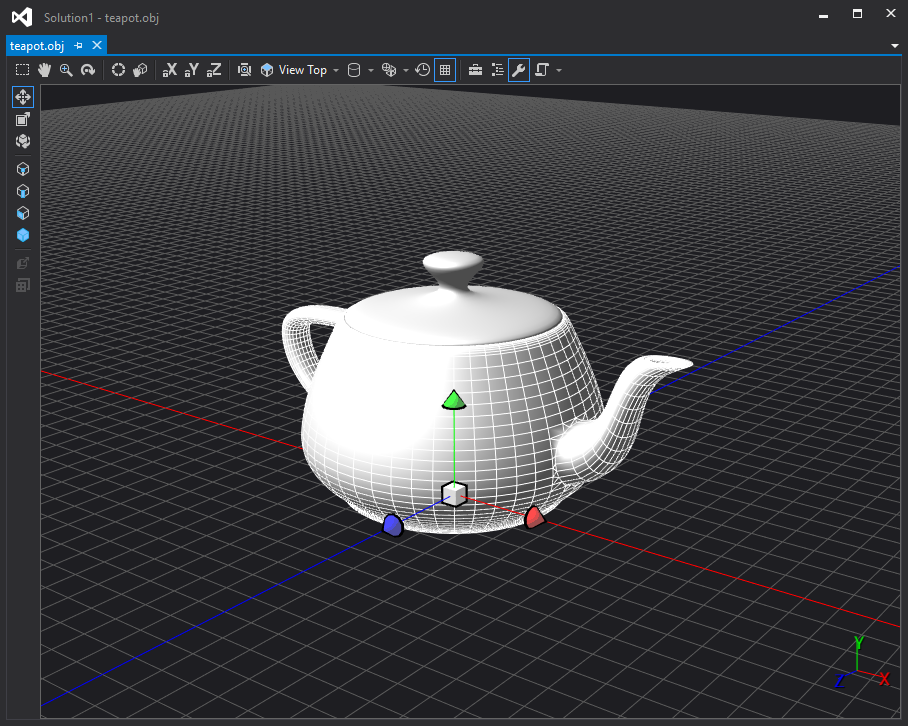 Solution1 - teapot.obj
teapot.obj
X Y Z View Top
Y
Z X